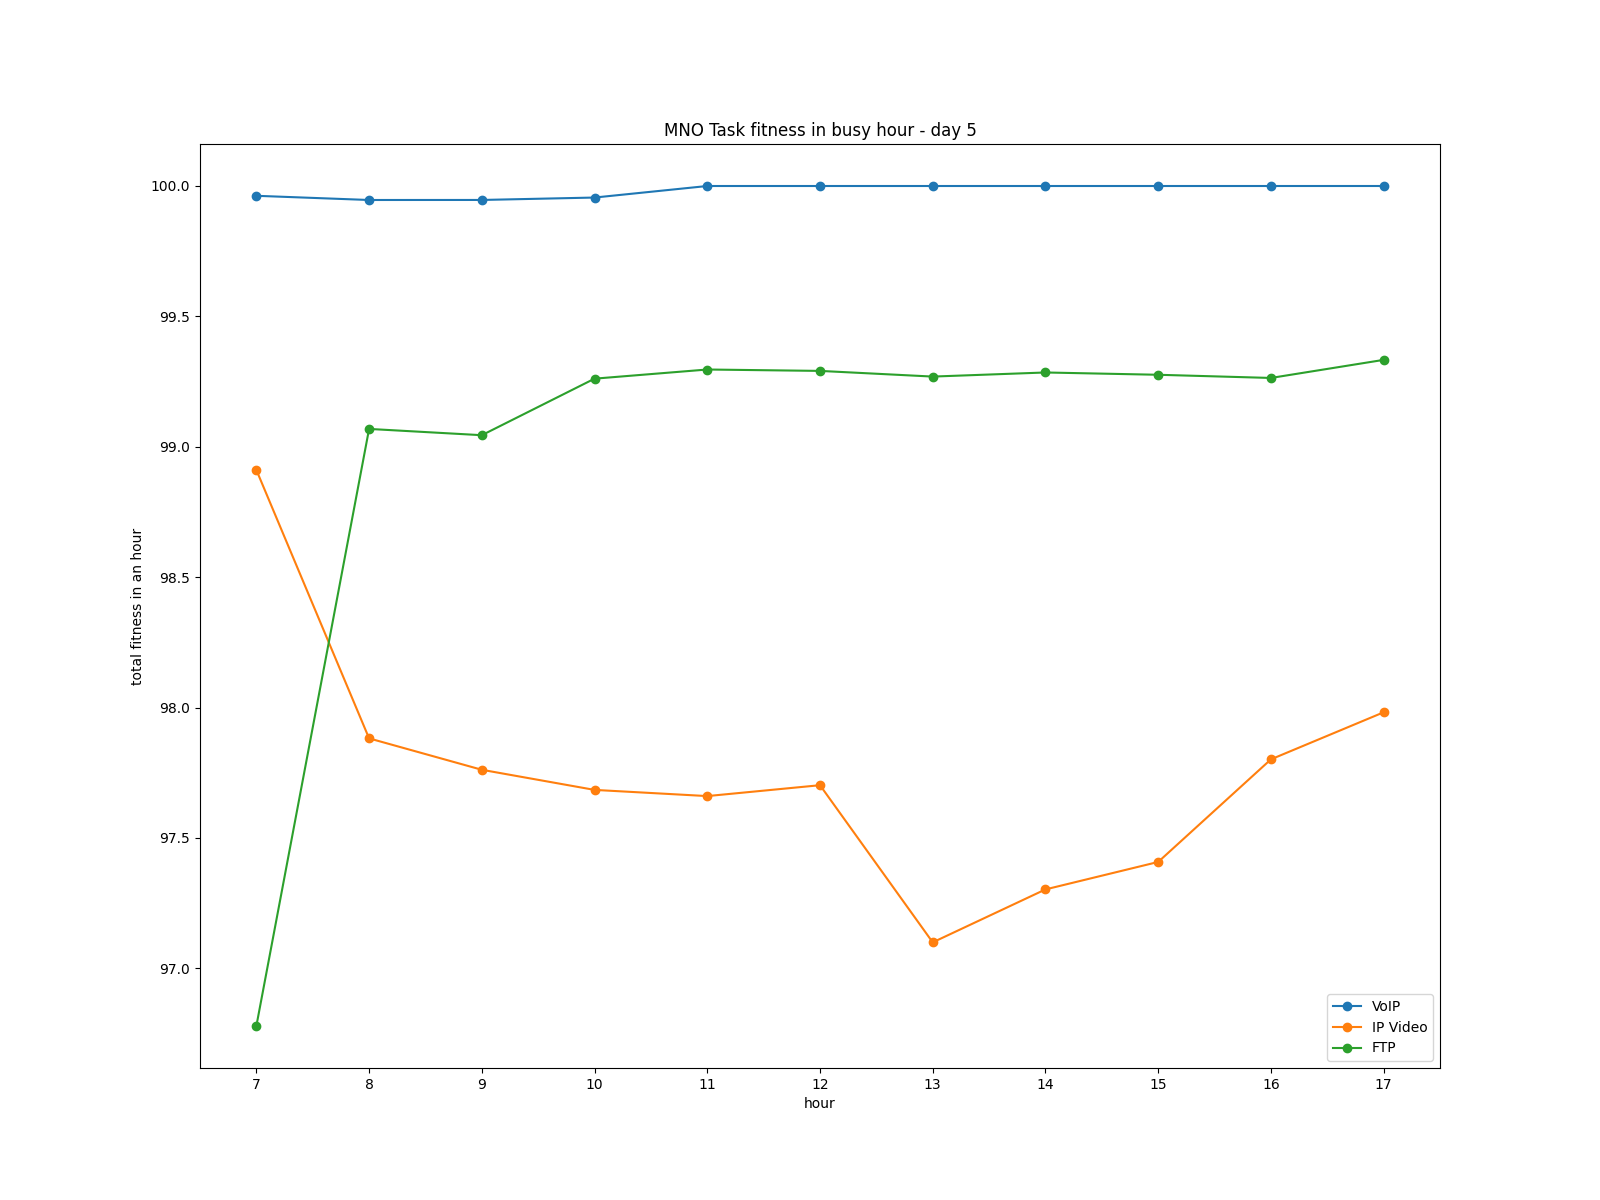 MNO Task fitness in busy hour - day 5
100.0
99.5
99.0
98.5
98.0
97.5
97.0
total fitness in an hour
7 8 9 10 11 12 13 14 15 16 17
hour
VoIP
IP Video
FTP